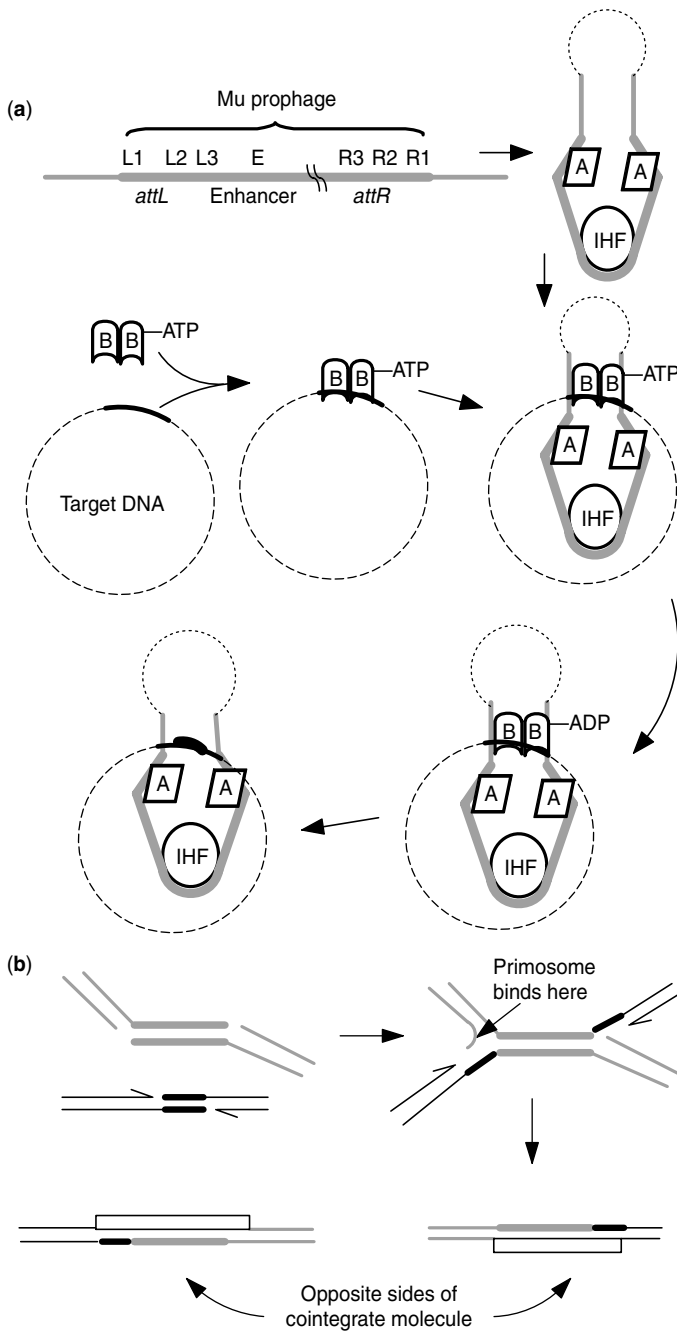 (a)
Mu prophage
L1 L2 L3 E R3 R2 R1
attL Enhancer attR
A A
IHF
B B ATP
B B ATP
B B ATP
Target DNA
A A
IHF
B B ADP
A A
IHF
A A
IHF
(b)
Primosome
binds here
Opposite sides of
cointegrate molecule